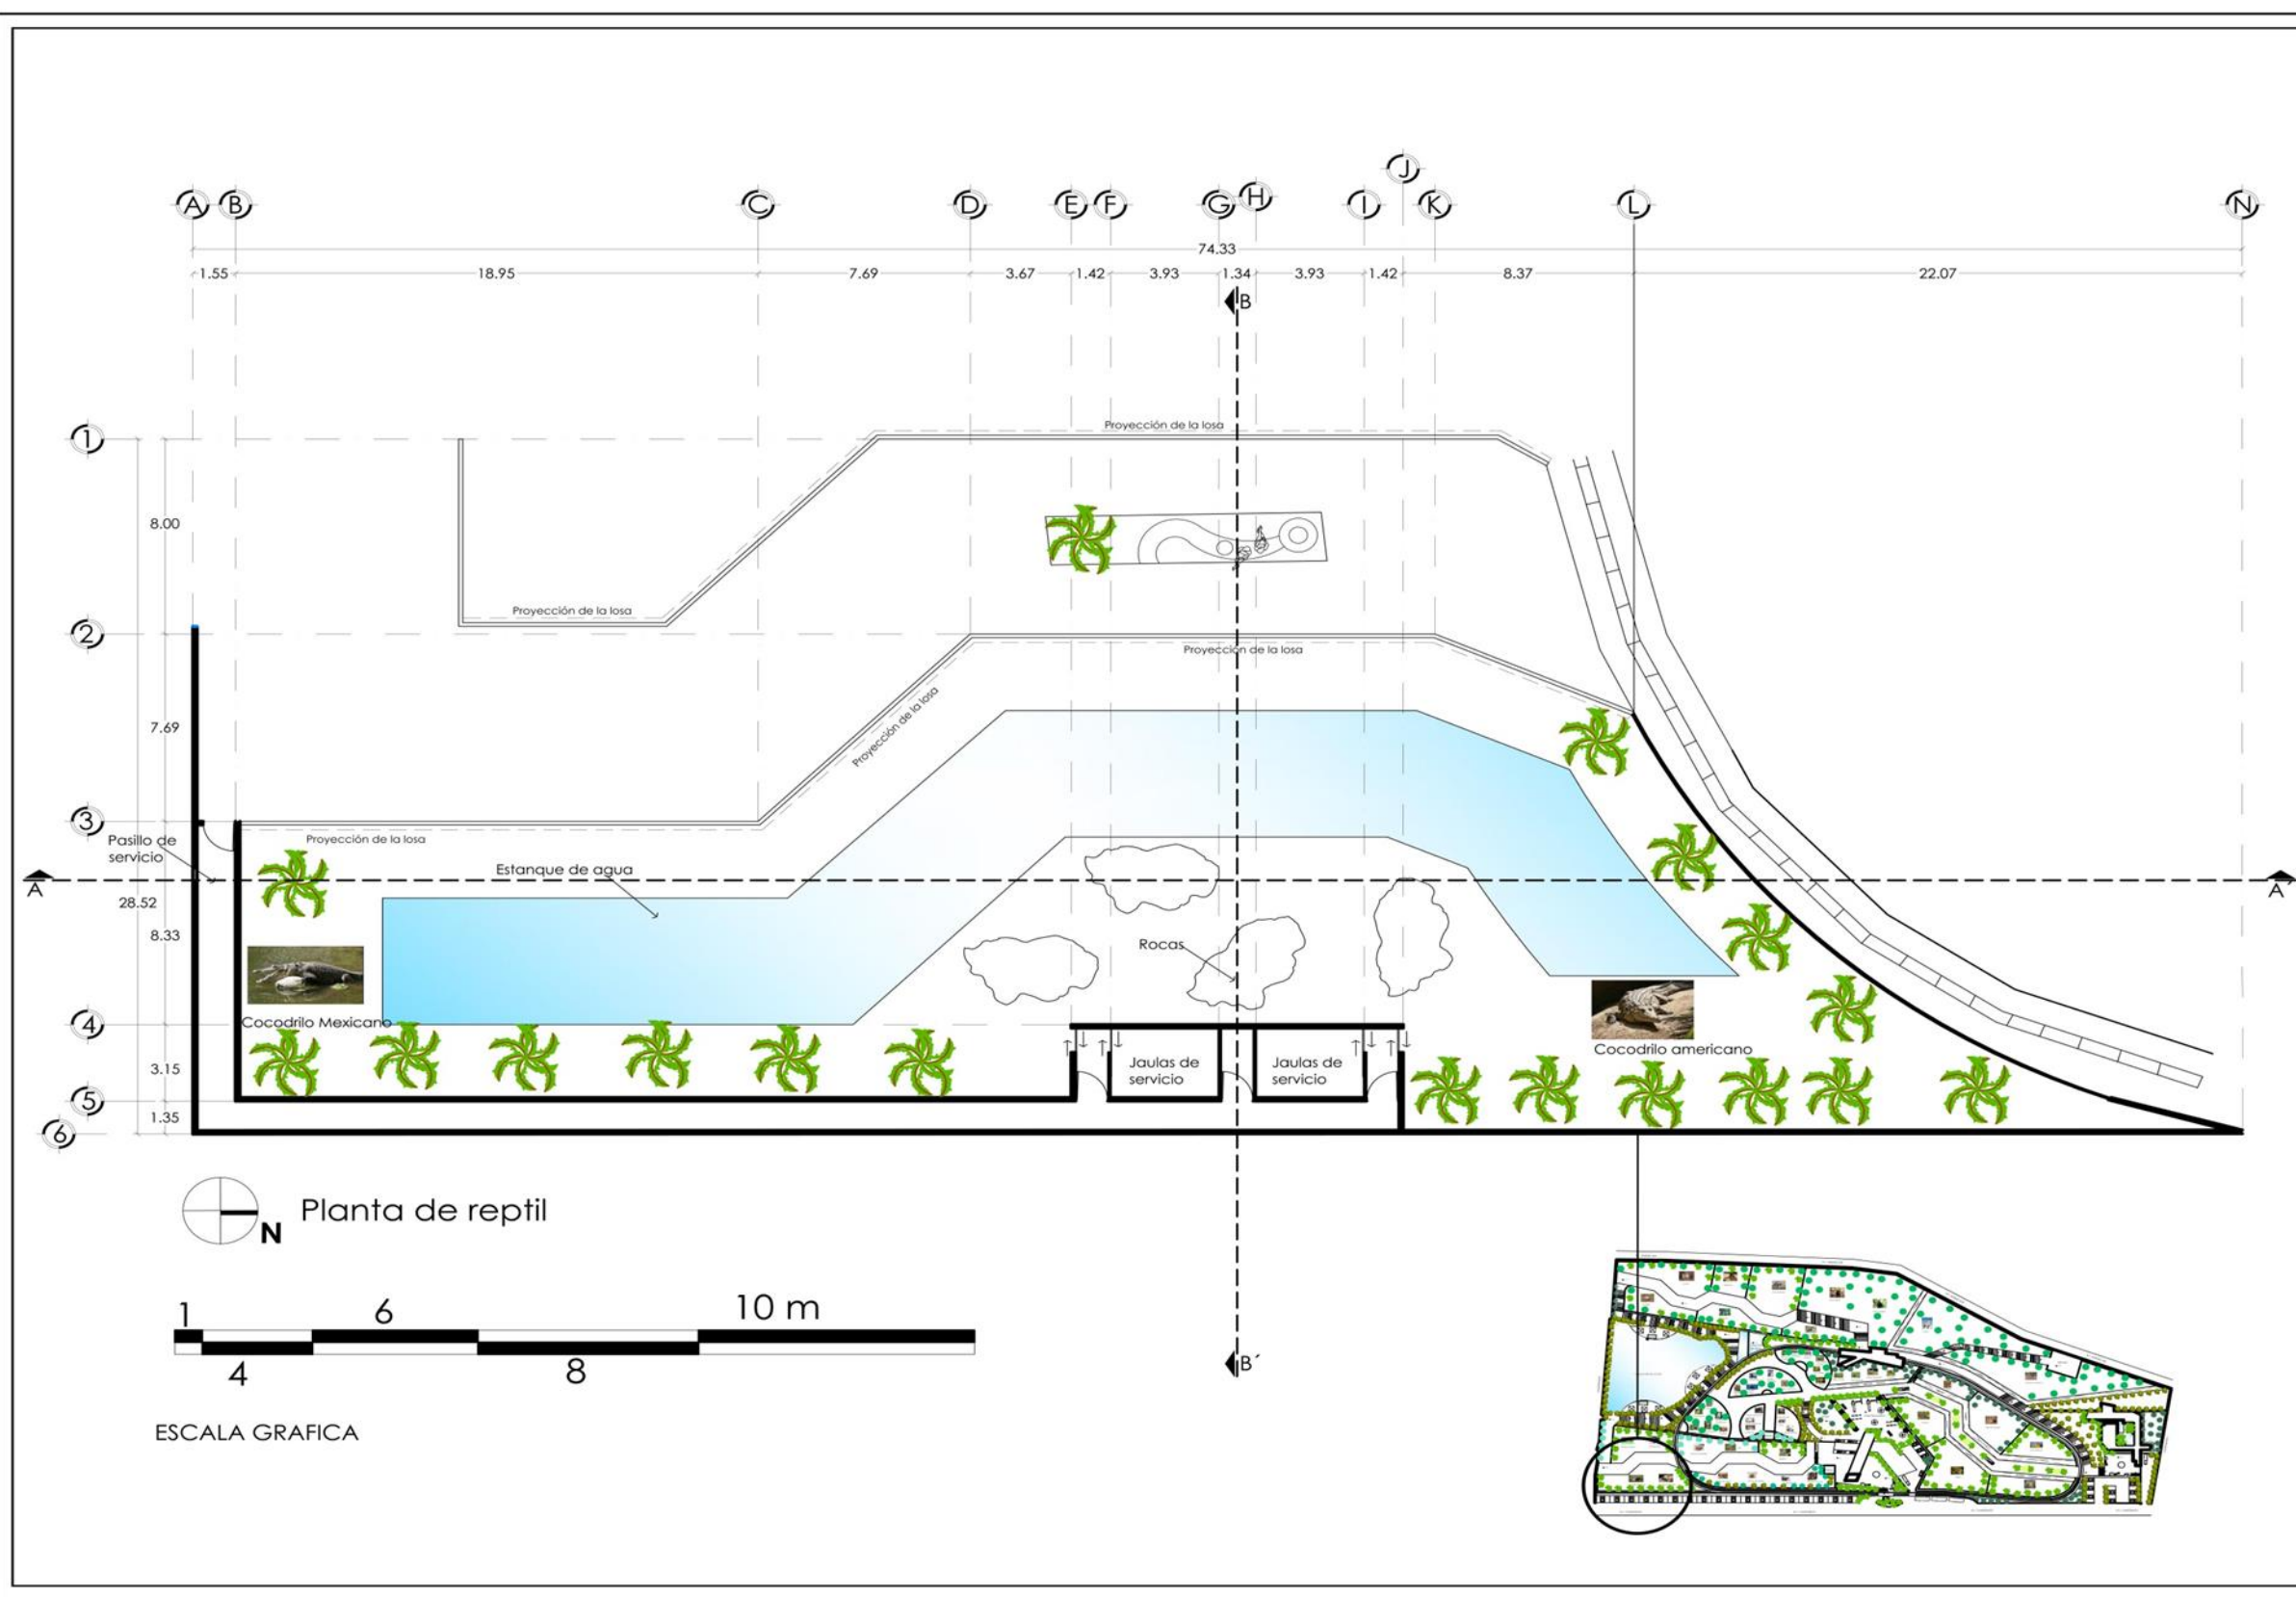 J
A B C D E F G H I K L N
74.33
1.55 18.95 7.69 3.67 1.42 3.93 1.34 3.93 1.42 8.37 22.07
B
1
Proyección de la losa
8.00
Proyección de la losa
2
Proyección de la losa
Proyección de la losa
7.69
3
Pasillo de
servicio
Proyección de la losa
Estanque de agua
A
A´
28.52
8.33
Rocas
Cocodrilo Mexicano
4
Cocodrilo americano
3.15
Jaulas de
servicio
Jaulas de
servicio
5
1.35
6
N
Planta de reptil
1 6 10 m
4 8
B´
ESCALA GRAFICA